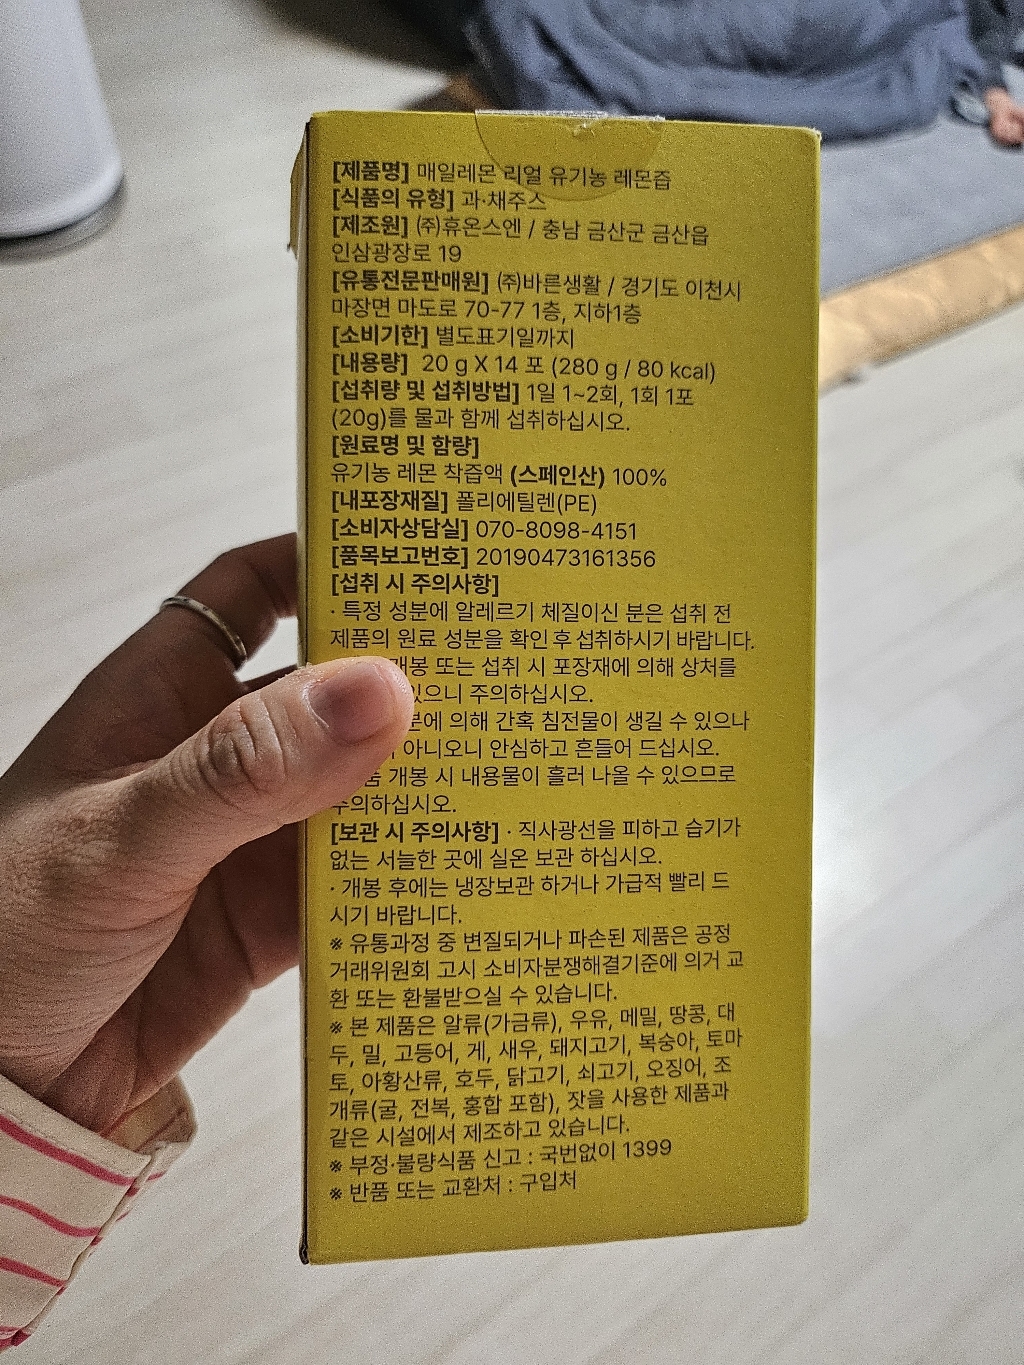 [제품명] 매일레몬 리얼 유기농 레몬즙
[식품의 유형] 과·채주스
[제조원] ㈜휴온스엔 / 충남 금산군 금산읍
인삼광장로 19
[유통전문판매원] ㈜바른생활 / 경기도 이천시
마장면 마도로 70-77 1층, 지하1층
[소비기한] 별도표기일까지
[내용량] 20 g X 14 포 (280 g / 80 kcal)
[섭취량 및 섭취방법] 1일 1~2회, 1회 1포
(20g)를 물과 함께 섭취하십시오.
[원료명 및 함량]
유기농 레몬 착즙액 (스페인산) 100%
[내포장재질] 폴리에틸렌(PE)
[소비자상담실] 070-8098-4151
[품목보고번호] 20190473161356
[섭취 시 주의사항]
· 특정 성분에 알레르기 체질이신 분은 섭취 전
제품의 원료 성분을 확인 후 섭취하시기 바랍니다.
개봉 또는 섭취 시 포장재에 의해 상처를
있으니 주의하십시오.
에 의해 간혹 침전물이 생길 수 있으나
아니오니 안심하고 흔들어 드십시오.
개봉 시 내용물이 흘러 나올 수 있으므로
주의하십시오.
[보관 시 주의사항] · 직사광선을 피하고 습기가
없는 서늘한 곳에 실온 보관 하십시오.
· 개봉 후에는 냉장보관 하거나 가급적 빨리 드
시기 바랍니다.
※ 유통과정 중 변질되거나 파손된 제품은 공정
거래위원회 고시 소비자분쟁해결기준에 의거 교
환 또는 환불받으실 수 있습니다.
※ 본 제품은 알류(가금류), 우유, 메밀, 땅콩, 대
두, 밀, 고등어, 게, 새우, 돼지고기, 복숭아, 토마
토, 아황산류, 호두, 닭고기, 쇠고기, 오징어, 조
개류(굴, 전복, 홍합 포함), 잣을 사용한 제품과
같은 시설에서 제조하고 있습니다.
※ 부정·불량식품 신고 : 국번없이 1399
※ 반품 또는 교환처 : 구입처